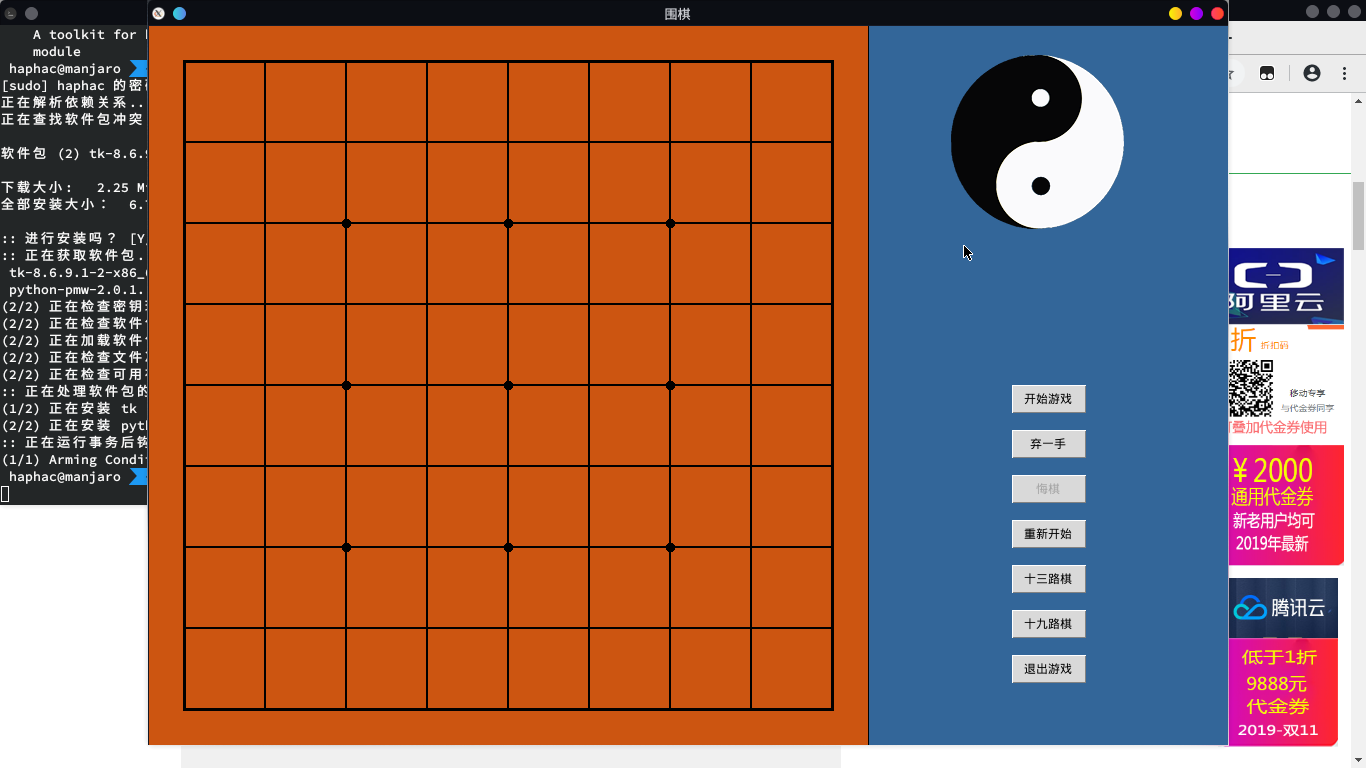 围棋
A toolkit for
module
haphac@manjaro
[sudo] haphac 的密
正在解析依赖关系..
正在查找软件包冲突
软件包 (2) tk-8.6.9
下载大小： 2.25 M
全部安装大小： 6.
:: 进行安装吗？ [Y
:: 正在获取软件包.
tk-8.6.9.1-2-x86_
python-pmw-2.0.1.
(2/2) 正在检查密钥
(2/2) 正在检查软件
(2/2) 正在加载软件
(2/2) 正在检查文件
(2/2) 正在检查可用
:: 正在处理软件包的
(1/2) 正在安装 tk
(2/2) 正在安装 pyt
:: 正在运行事务后钩
(1/1) Arming Condi
haphac@manjaro
开始游戏
弃一手
悔棋
重新开始
十三路棋
十九路棋
退出游戏
阿里云
折 折扣码
移动专享
与代金券同享
可叠加代金券使用
¥2000
通用代金券
新老用户均可
2019年最新
腾讯云
低于1折
9888元
代金券
2019-双11